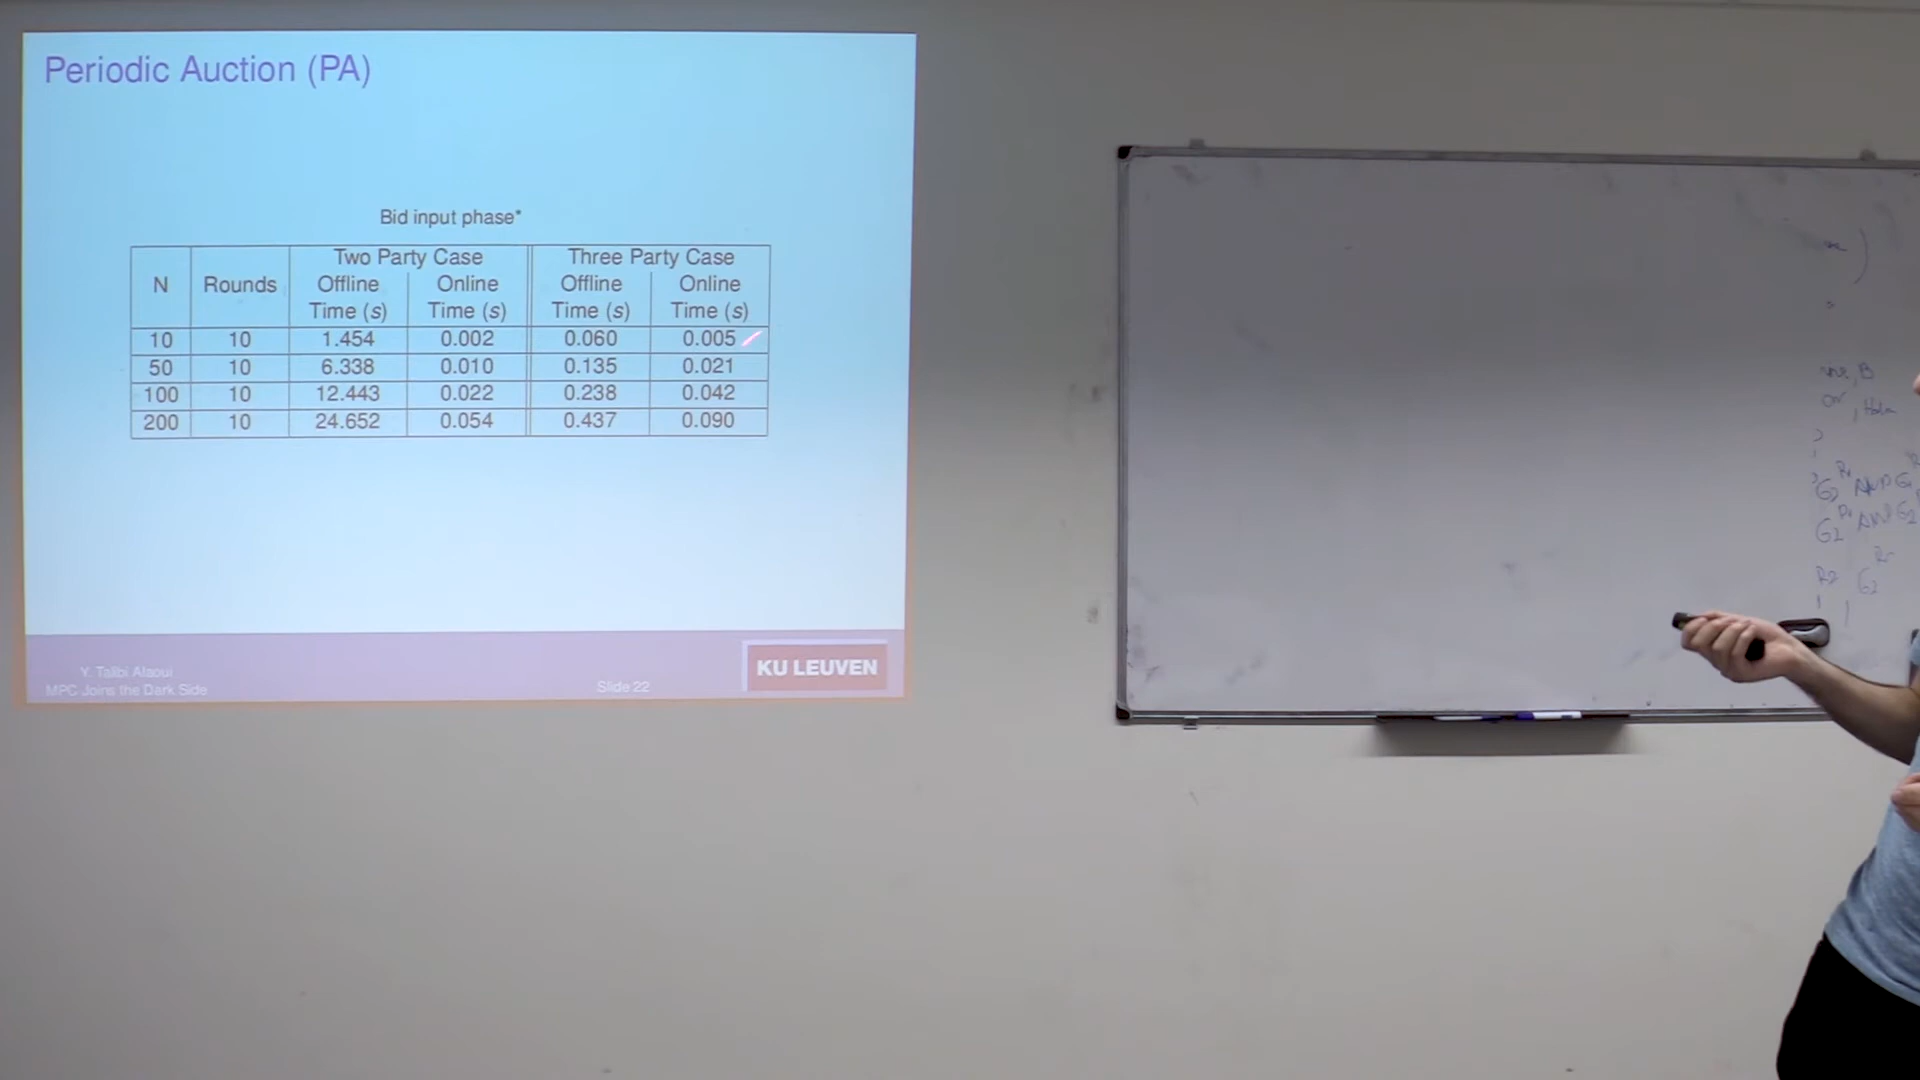 Periodic Auction (PA)
Bid input phase*
Two Party Case Three Party Case
N Rounds Offline Online Offline Online
Time (s) Time (s) Time (s) Time (s)
10 10 1.454 0.002 0.060 0.005
50 10 6.338 0.010 0.135 0.021
100 10 12.443 0.022 0.238 0.042
200 10 24.652 0.054 0.437 0.090
Y. Talibi Alaoui
MPC Joins the Dark Side
Slide 22
KU LEUVEN